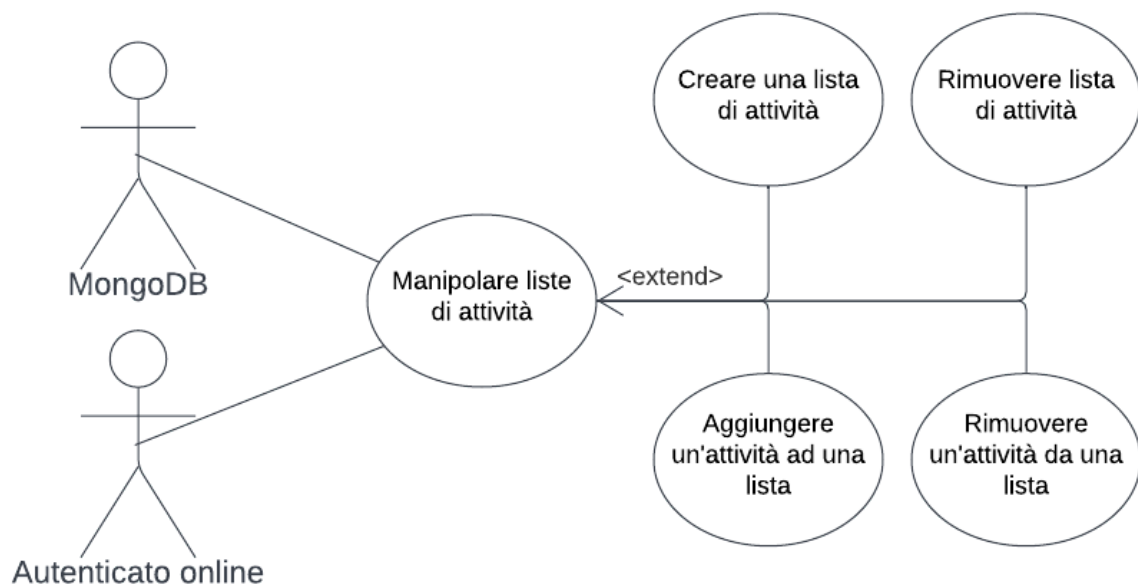 Creare una lista
di attività
Rimuovere lista
di attività
MongoDB
Manipolare liste
di attività
<extend>
Aggiungere
un'attività ad una
lista
Rimuovere
un'attività da una
lista
Autenticato online